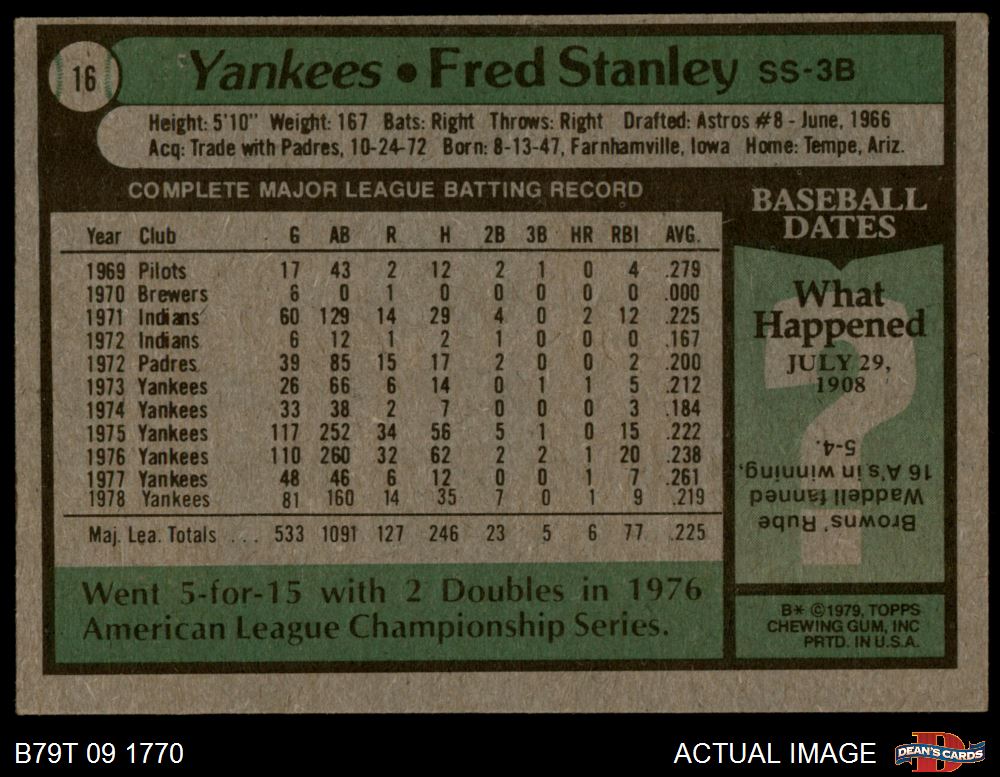 16
Yankees • Fred Stanley SS-3B
Height: 5'10" Weight: 167 Bats: Right Throws: Right Drafted: Astros #8 - June, 1966
Acq: Trade with Padres, 10-24-72 Born: 8-13-47, Farnhamville, Iowa Home: Tempe, Ariz.
COMPLETE MAJOR LEAGUE BATTING RECORD
Year Club G AB R H 2B 3B HR RBI AVG.
1969 Pilots 17 43 2 12 2 1 0 4 .279
1970 Brewers 6 0 1 0 0 0 0 0 .000
1971 Indians 60 129 14 29 4 0 2 12 .225
1972 Indians 6 12 1 2 1 0 0 0 .167
1972 Padres 39 85 15 17 2 0 0 2 .200
1973 Yankees 26 66 6 14 0 1 1 5 .212
1974 Yankees 33 38 2 7 0 0 0 3 .184
1975 Yankees 117 252 34 56 5 1 0 15 .222
1976 Yankees 110 260 32 62 2 2 1 20 .238
1977 Yankees 48 46 6 12 0 0 1 7 .261
1978 Yankees 81 160 14 35 7 0 1 9 .219
Maj. Lea. Totals ... 533 1091 127 246 23 5 6 77 .225
Went 5-for-15 with 2 Doubles in 1976
American League Championship Series.
BASEBALL
DATES
What
Happened
JULY 29,
1908
?
Browns' Rube
Waddell fanned
16 A's in winning,
5-4.
B* ©1979, TOPPS
CHEWING GUM, INC
PRTD. IN U.S.A.
B79T 09 1770
ACTUAL IMAGE
D
DEAN'S CARDS